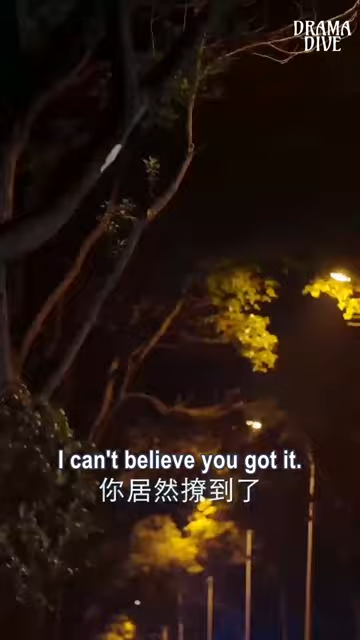 DRAMA
DIVE
I can't believe you got it.
你居然撩到了